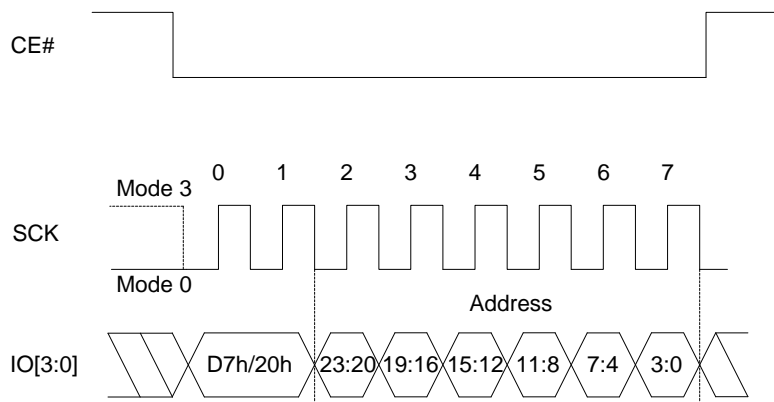 CE#
0 1 2 3 4 5 6 7
Mode 3
SCK
Mode 0
Address
IO[3:0] D7h/20h 23:20 19:16 15:12 11:8 7:4 3:0